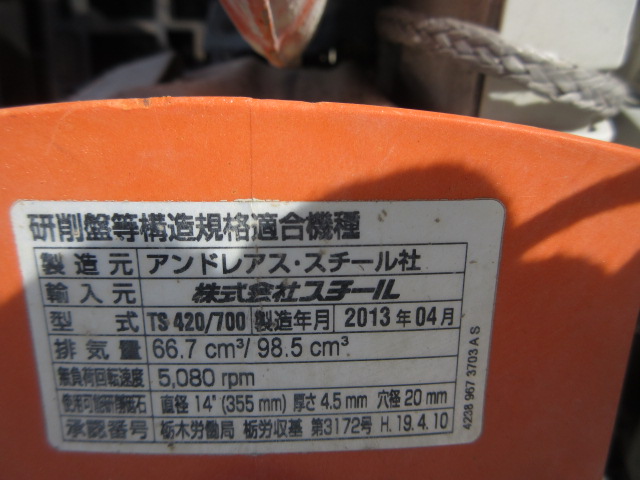 研削盤等構造規格適合機種
製造元 アンドレアス・スチール社
輸入元 株式会社スチール
型式 TS 420/700 製造年月 2013年04月
排気量 66.7 cm³/ 98.5 cm³
無負荷回転速度 5,080 rpm
使用可能研削砥石 直径 14" (355 mm) 厚さ 4.5 mm 穴径 20 mm
承認番号 栃木労働局 栃労収基 第3172号 H. 19. 4. 10
4238 967 3703 A S